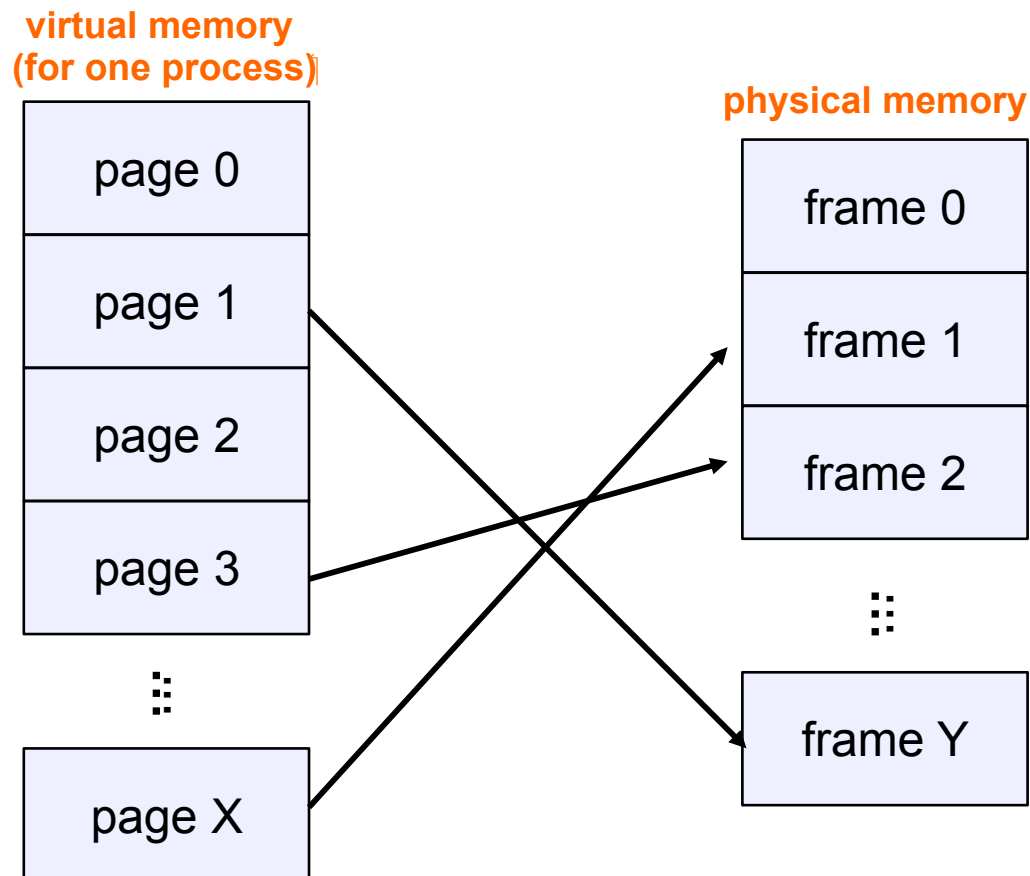 virtual memory
(for one process)
page 0
page 1
page 2
page 3
page X
physical memory
frame 0
frame 1
frame 2
frame Y